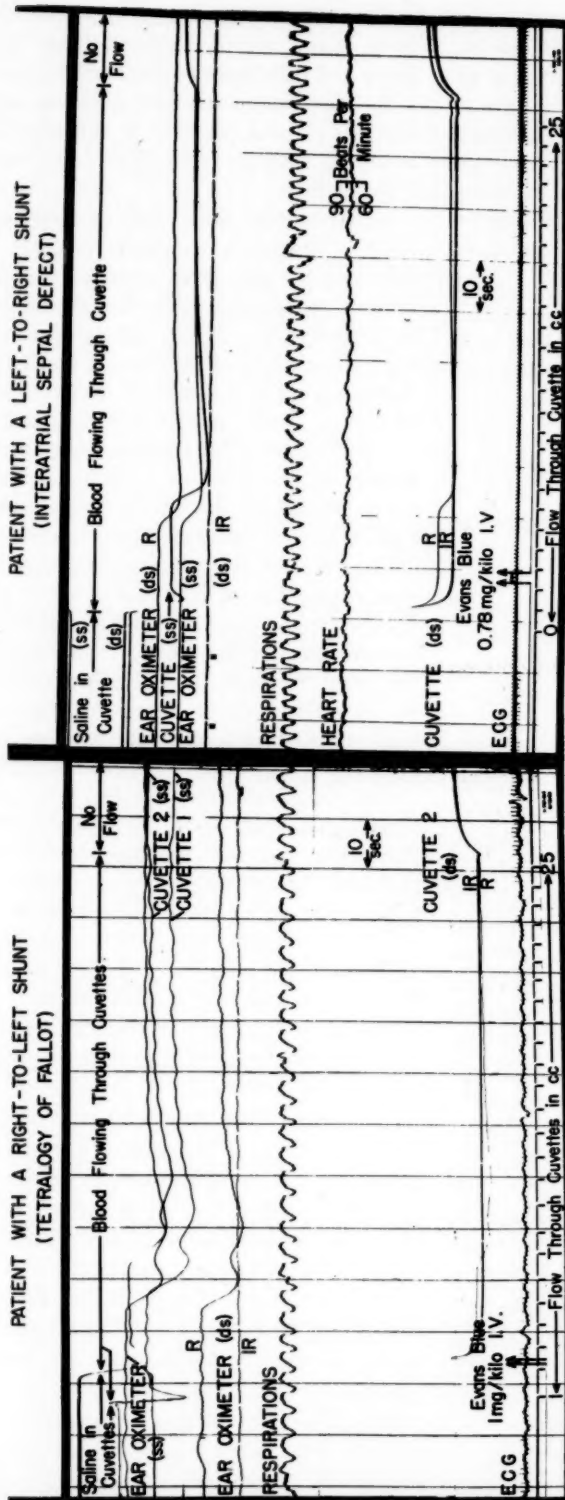 PATIENT WITH A RIGHT-TO-LEFT SHUNT
(TETRALOGY OF FALLOT)
Saline in
Cuvettes
Blood Flowing Through Cuvettes
No
Flow
EAR OXIMETER
(ss)
CUVETTE 2 (ss)
CUVETTE 1 (ss)
R
EAR OXIMETER (ds)
IR
RESPIRATIONS
10
sec.
CUVETTE 2
(ds)
IR
R
Evans Blue
1mg/kilo I.V.
ECG
1
Flow Through Cuvettes in cc
25
PATIENT WITH A LEFT-TO-RIGHT SHUNT
(INTERATRIAL SEPTAL DEFECT)
Saline in (ss)
Cuvette
(ds)
Blood Flowing Through Cuvette
No
Flow
EAR OXIMETER (ds) R
CUVETTE (ss)
EAR OXIMETER (ss)
(ds) IR
RESPIRATIONS
90 Beats Per
60 Minute
HEART RATE
10
sec.
CUVETTE (ds)
R
IR
Evans Blue
0.78 mg/kilo I.V.
ECG
0
Flow Through Cuvette in cc
25